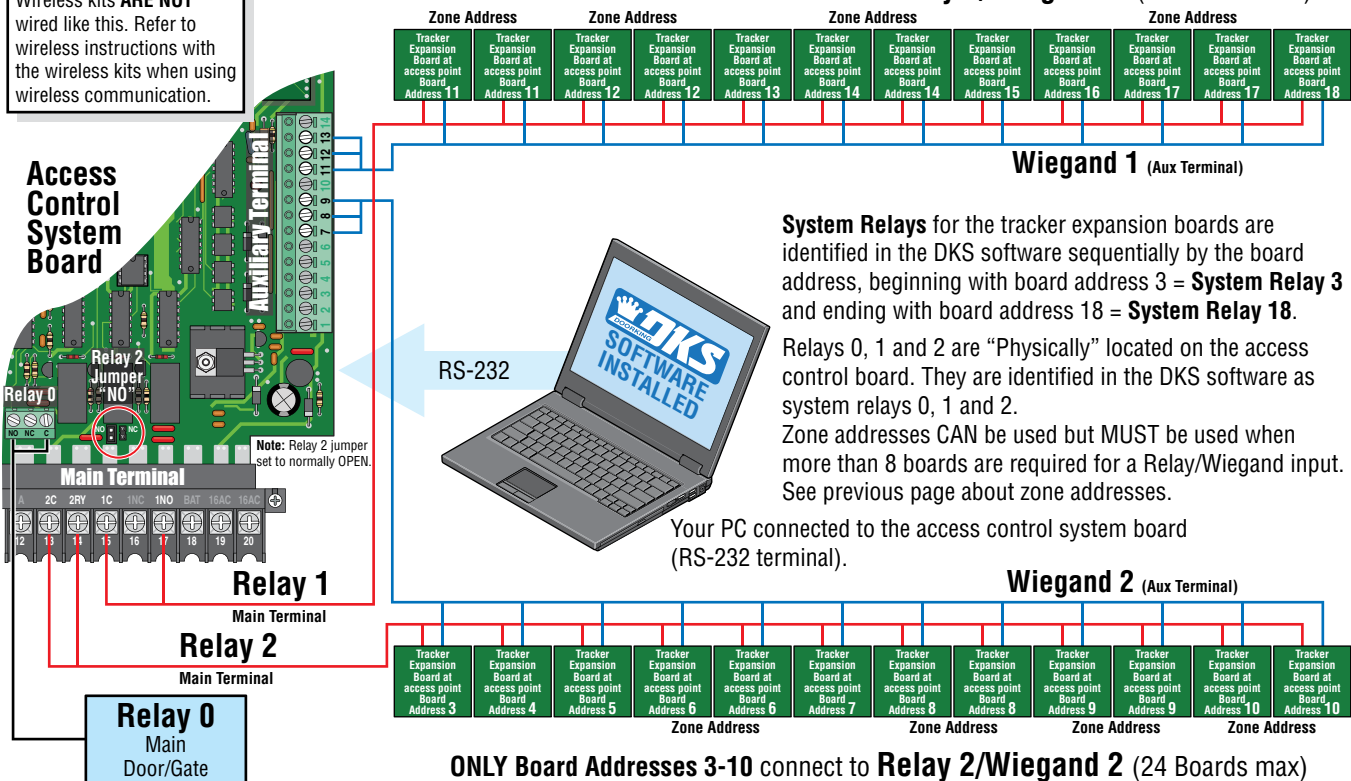 Wireless kits ARE NOT
wired like this. Refer to
wireless instructions with
the wireless kits when using
wireless communication.
Access
Control
System
Board
Auxiliary Terminal
14
13
12
11
10
9
8
7
6
5
4
3
2
1
Relay 2
Jumper
"NO"
Relay 0
NO NC C
NO NC
Note: Relay 2 jumper
set to normally OPEN.
Main Terminal
A 2C 2RY 1C 1NC 1NO BAT 16AC 16AC
12 13 14 15 16 17 18 19 20
Relay 1
Main Terminal
Relay 2
Main Terminal
Relay 0
Main
Door/Gate
Zone Address Zone Address Zone Address Zone Address
Tracker Expansion Board at access point Board Address 11
Tracker Expansion Board at access point Board Address 11
Tracker Expansion Board at access point Board Address 12
Tracker Expansion Board at access point Board Address 12
Tracker Expansion Board at access point Board Address 13
Tracker Expansion Board at access point Board Address 14
Tracker Expansion Board at access point Board Address 14
Tracker Expansion Board at access point Board Address 15
Tracker Expansion Board at access point Board Address 16
Tracker Expansion Board at access point Board Address 17
Tracker Expansion Board at access point Board Address 17
Tracker Expansion Board at access point Board Address 18
Wiegand 1 (Aux Terminal)
RS-232
DOORKING
DKS
SOFTWARE
INSTALLED
System Relays for the tracker expansion boards are
identified in the DKS software sequentially by the board
address, beginning with board address 3 = System Relay 3
and ending with board address 18 = System Relay 18.
Relays 0, 1 and 2 are “Physically” located on the access
control board. They are identified in the DKS software as
system relays 0, 1 and 2.
Zone addresses CAN be used but MUST be used when
more than 8 boards are required for a Relay/Wiegand input.
See previous page about zone addresses.
Your PC connected to the access control system board
(RS-232 terminal).
Wiegand 2 (Aux Terminal)
Tracker Expansion Board at access point Board Address 3
Tracker Expansion Board at access point Board Address 4
Tracker Expansion Board at access point Board Address 5
Tracker Expansion Board at access point Board Address 6
Tracker Expansion Board at access point Board Address 6
Tracker Expansion Board at access point Board Address 7
Tracker Expansion Board at access point Board Address 8
Tracker Expansion Board at access point Board Address 8
Tracker Expansion Board at access point Board Address 9
Tracker Expansion Board at access point Board Address 9
Tracker Expansion Board at access point Board Address 10
Tracker Expansion Board at access point Board Address 10
Zone Address Zone Address Zone Address Zone Address
ONLY Board Addresses 3-10 connect to Relay 2/Wiegand 2 (24 Boards max)